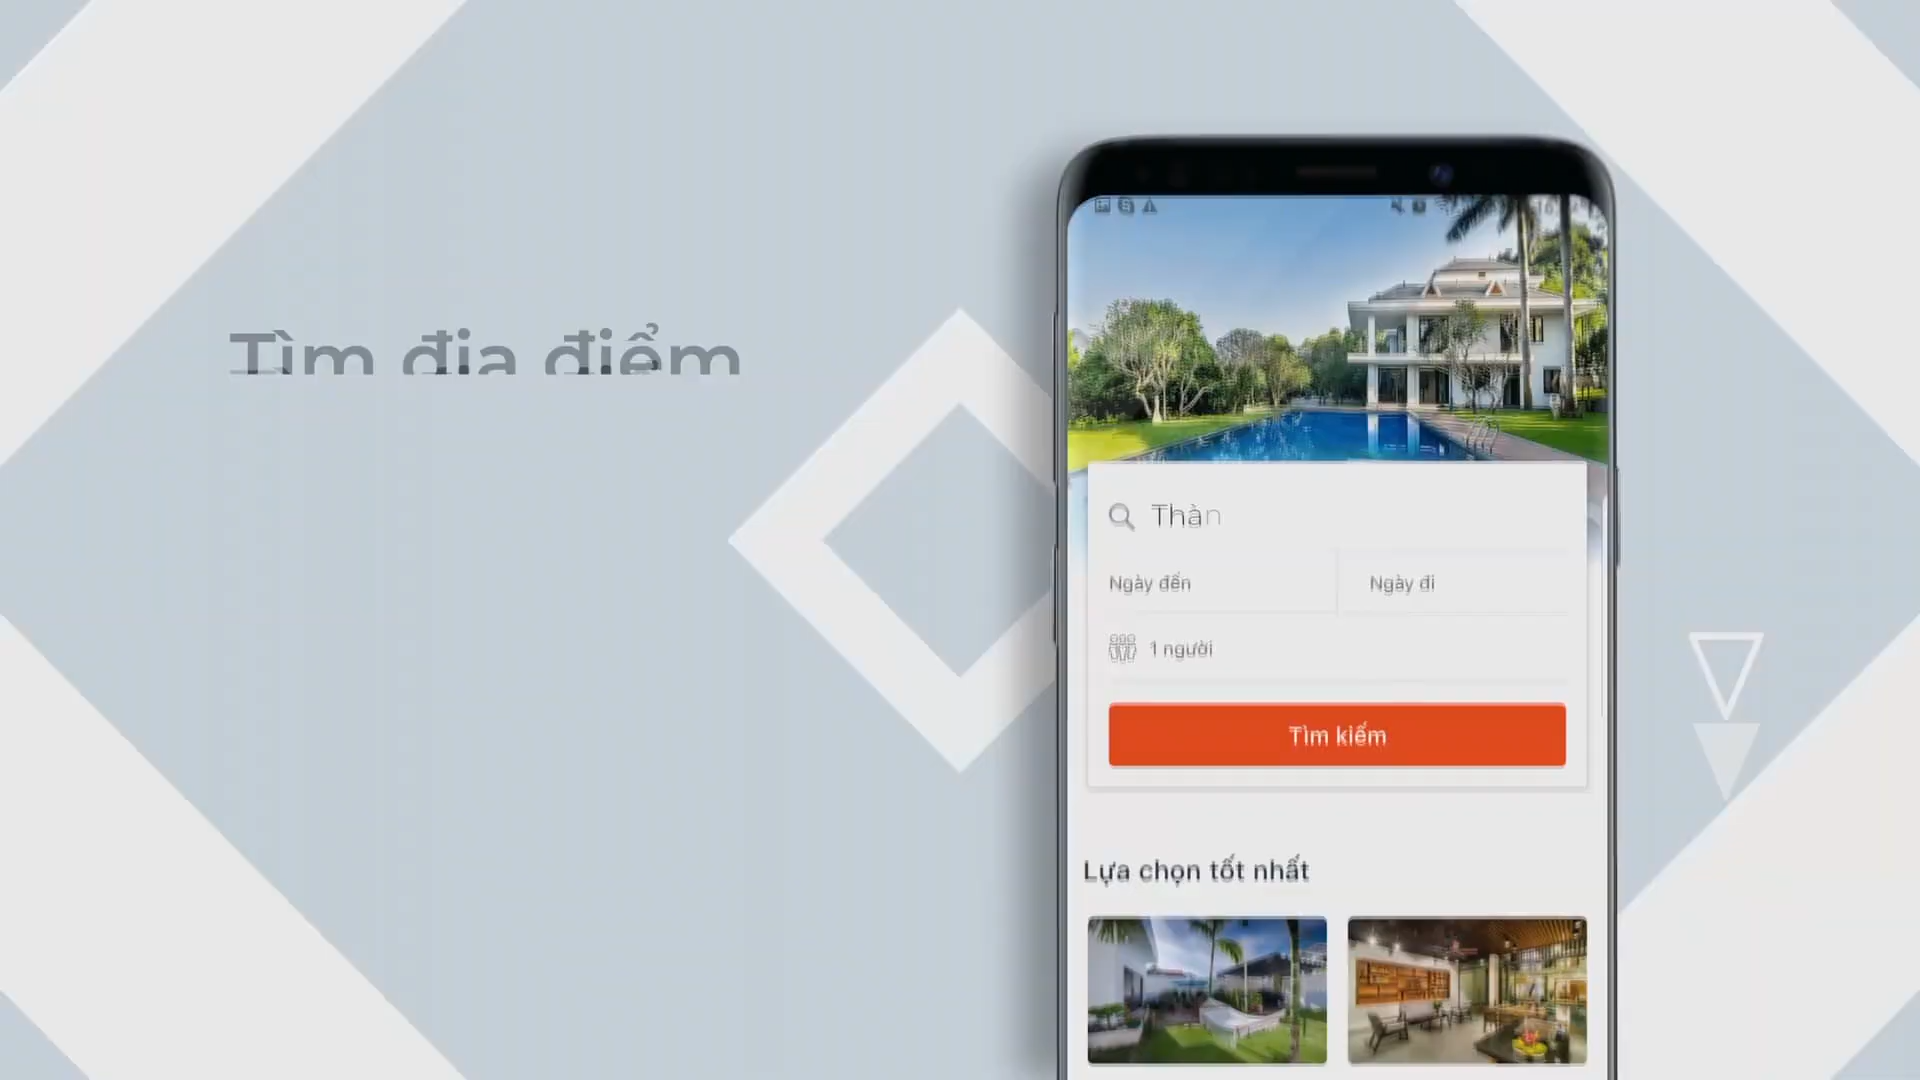 Tìm địa điểm
Thàn
Ngày đến
Ngày đi
1 người
Tìm kiếm
Lựa chọn tốt nhất